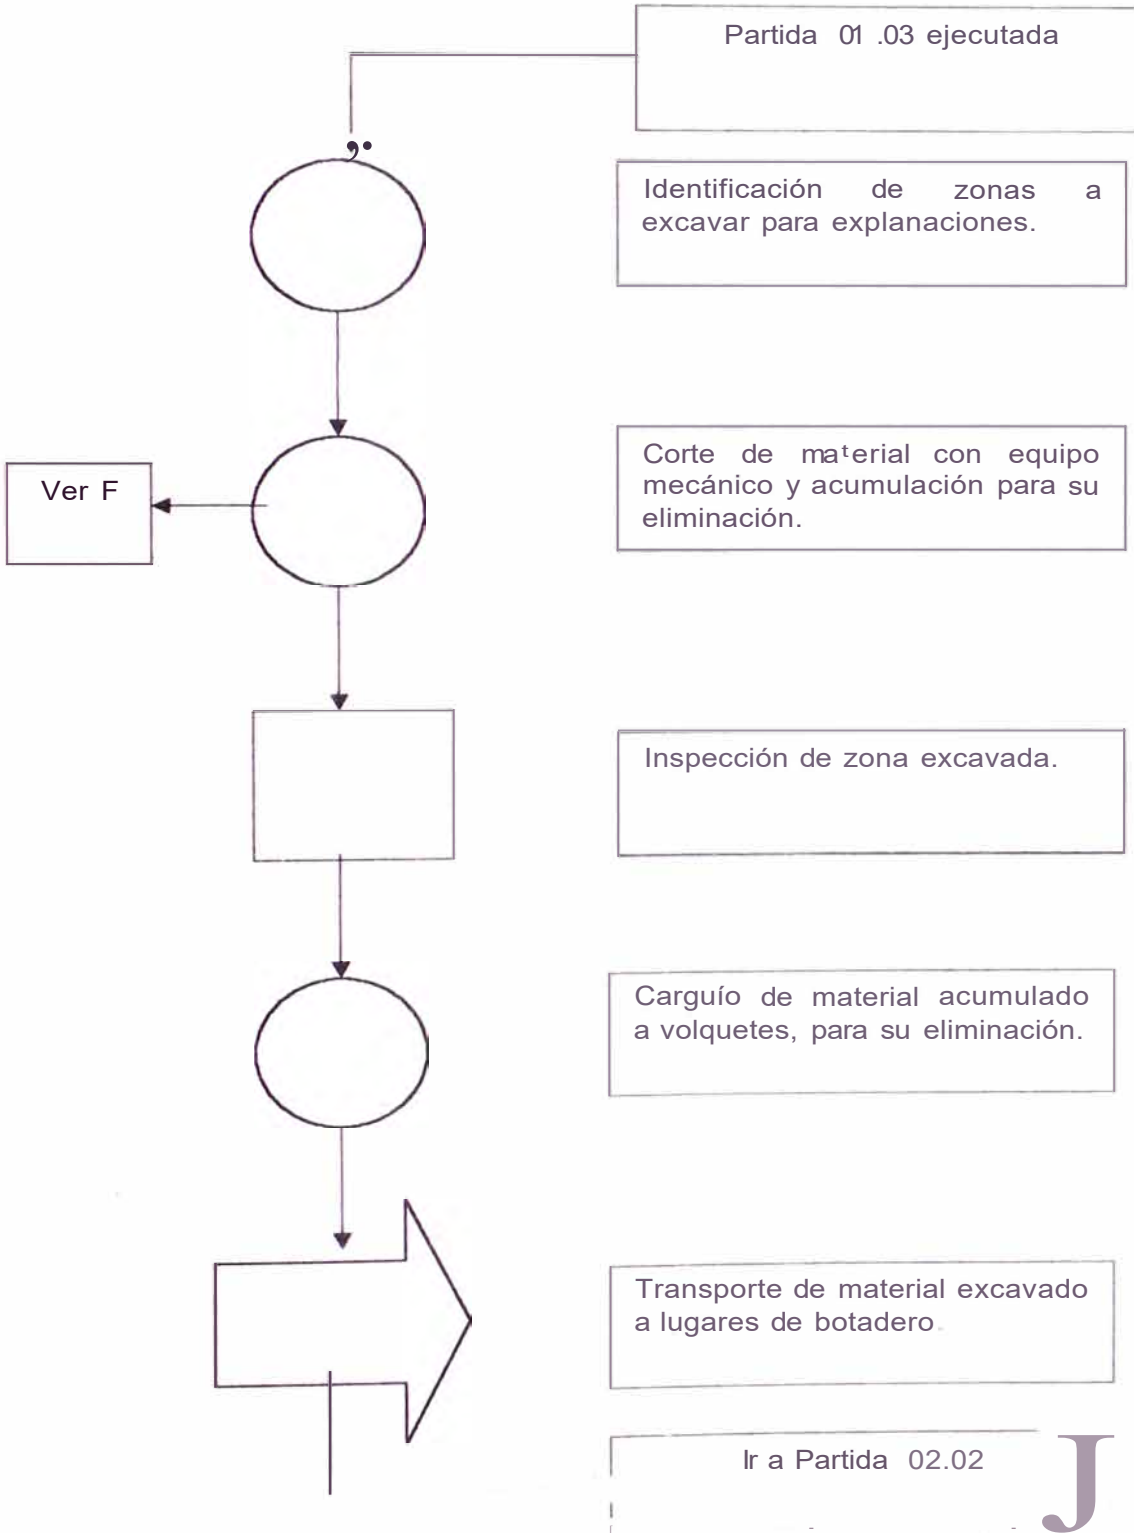 Partida 01 .03 ejecutada
Identificación de zonas a
excavar para explanaciones.
Corte de material con equipo
mecánico y acumulación para su
eliminación.
Ver F
Inspección de zona excavada.
Carguío de material acumulado
a volquetes, para su eliminación.
Transporte de material excavado
a lugares de botadero.
Ir a Partida 02.02
J